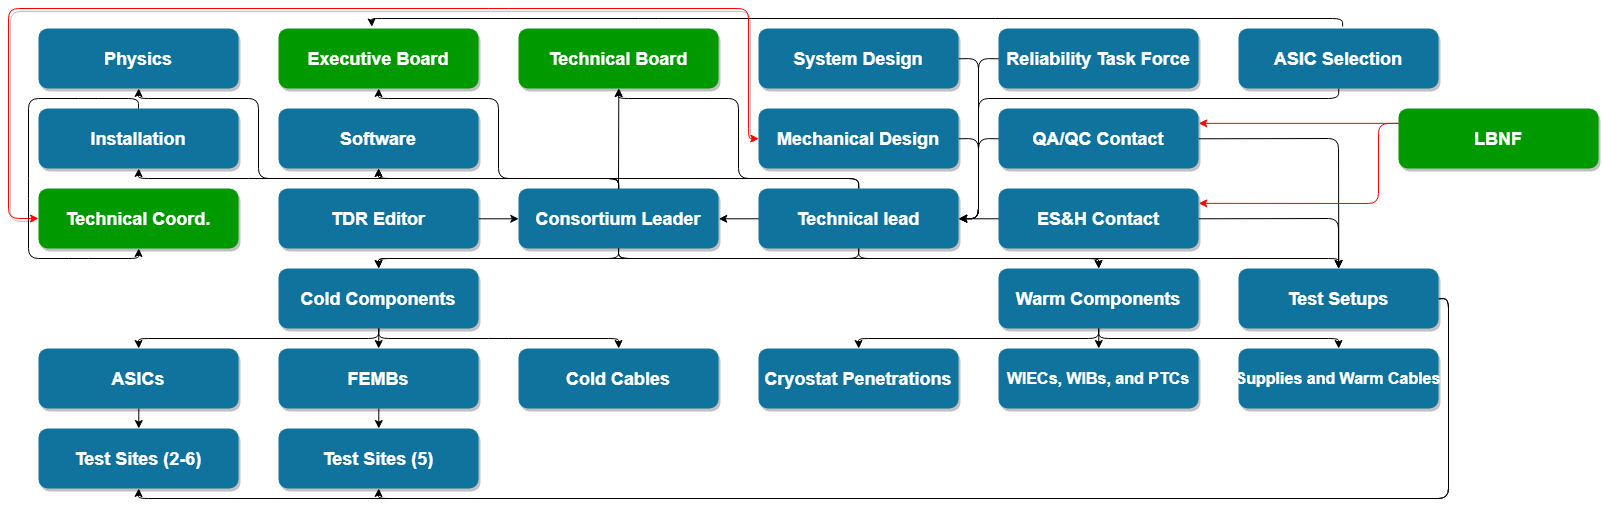 Physics
Executive Board
Technical Board
System Design
Reliability Task Force
ASIC Selection
Installation
Software
Mechanical Design
QA/QC Contact
LBNF
Technical Coord.
TDR Editor
Consortium Leader
Technical lead
ES&H Contact
Cold Components
Warm Components
Test Setups
ASICs
FEMBs
Cold Cables
Cryostat Penetrations
WIECs, WIBs, and PTCs
Supplies and Warm Cables
Test Sites (2-6)
Test Sites (5)